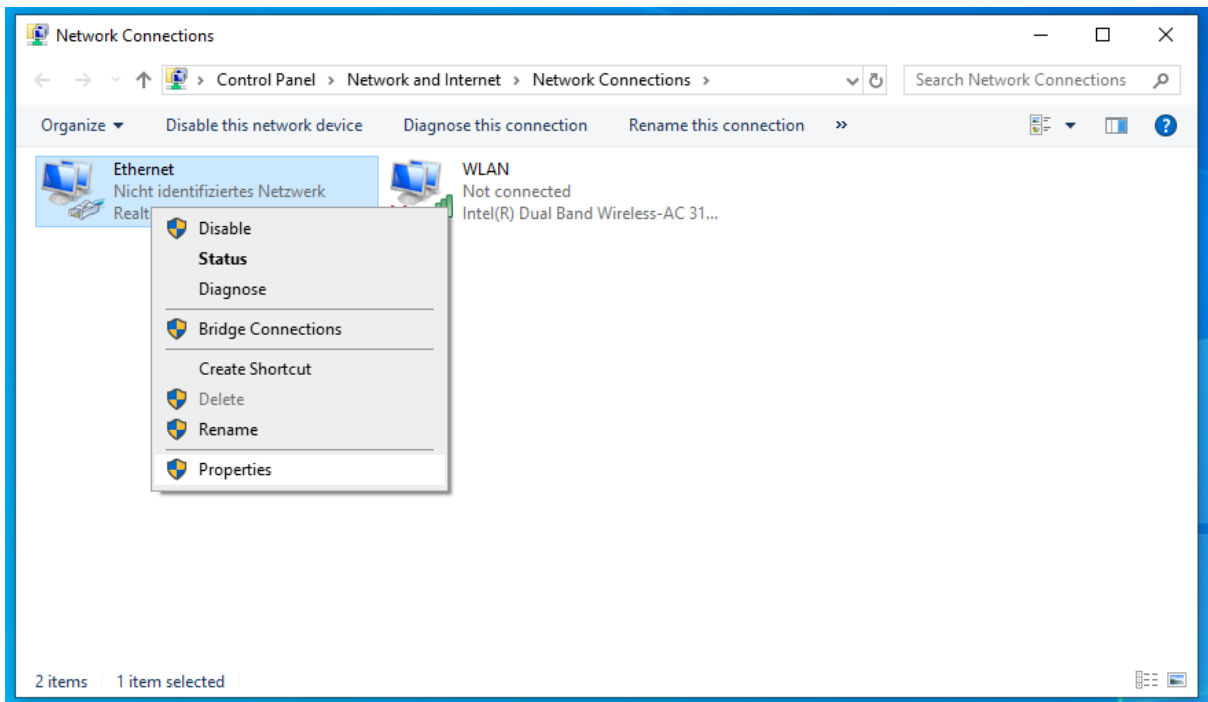 Network Connections
Control Panel > Network and Internet > Network Connections >
Search Network Connections
Organize Disable this network device Diagnose this connection Rename this connection »
Ethernet
Nicht identifiziertes Netzwerk
Realt
WLAN
Not connected
Intel(R) Dual Band Wireless-AC 31...
Disable
Status
Diagnose
Bridge Connections
Create Shortcut
Delete
Rename
Properties
2 items 1 item selected